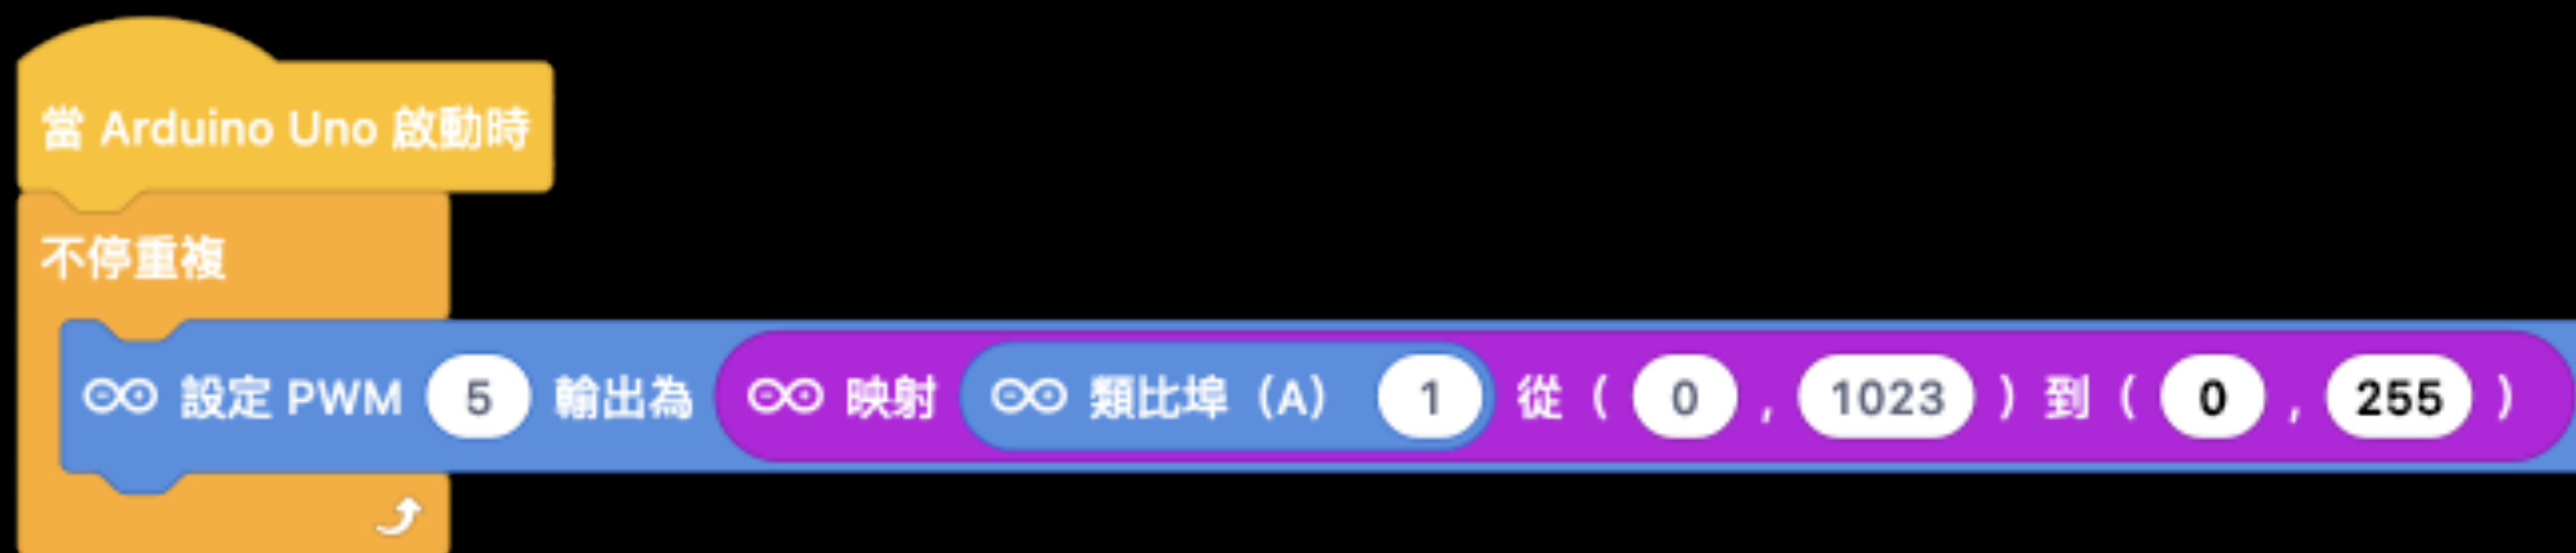 當 Arduino Uno 啟動時
不停重複
設定 PWM 5 輸出為 映射 類比埠（A） 1 從（ 0 , 1023 ）到（ 0 , 255 ）